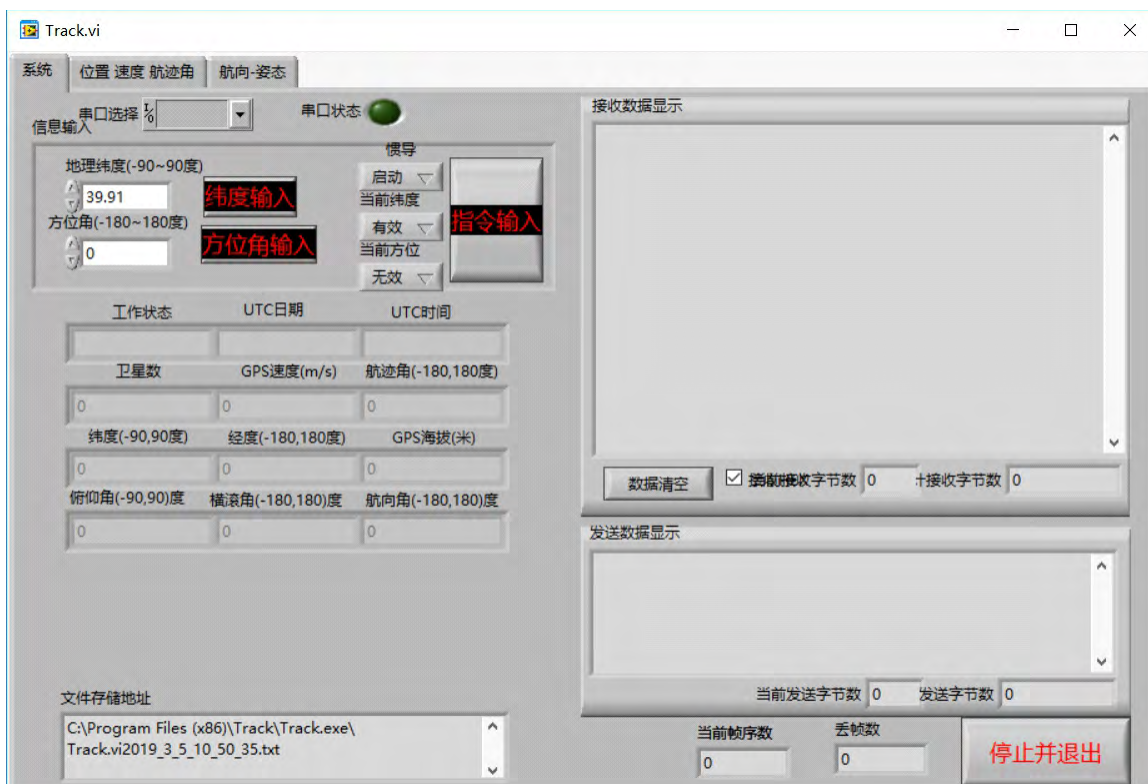 Track.vi
系统 位置 速度 航迹角 航向-姿态
串口选择 串口状态
信息输入
地理纬度(-90~90度)
39.91
纬度输入
方位角(-180~180度)
0
方位角输入
惯导
启动
当前纬度
有效
当前方位
无效
指令输入
工作状态 UTC日期 UTC时间
卫星数 GPS速度(m/s) 航迹角(-180,180度)
0 0 0
纬度(-90,90度) 经度(-180,180度) GPS海拔(米)
0 0 0
俯仰角(-90,90)度 横滚角(-180,180)度 航向角(-180,180)度
0 0 0
文件存储地址
C:\Program Files (x86)\Track\Track.exe\
Track.vi2019_3_5_10_50_35.txt
接收数据显示
数据清空 字节数 0 接收字节数 0
发送数据显示
当前发送字节数 0 发送字节数 0
当前帧序数 丢帧数
0 0
停止并退出